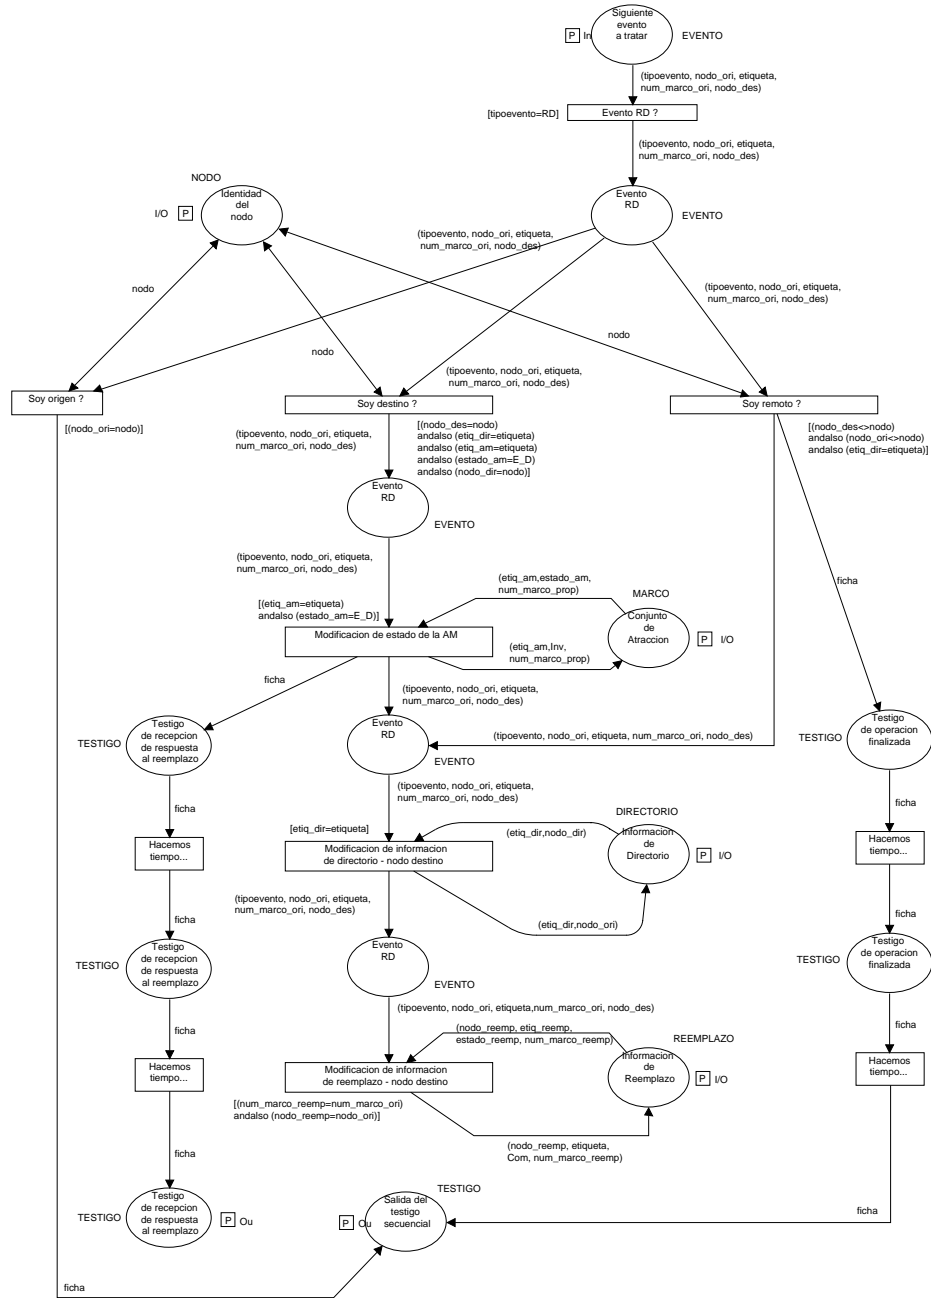 Siguiente
evento
a tratar
P In
EVENTO
(tipoevento, nodo_ori, etiqueta,
num_marco_ori, nodo_des)
[tipoevento=RD]
Evento RD ?
(tipoevento, nodo_ori, etiqueta,
num_marco_ori, nodo_des)
NODO
Identidad
del
nodo
I/O P
Evento
RD
EVENTO
(tipoevento, nodo_ori, etiqueta,
num_marco_ori, nodo_des)
(tipoevento, nodo_ori, etiqueta,
num_marco_ori, nodo_des)
nodo
nodo
nodo
(tipoevento, nodo_ori, etiqueta,
num_marco_ori, nodo_des)
Soy origen ?
Soy destino ?
Soy remoto ?
[(nodo_ori=nodo)]
(tipoevento, nodo_ori, etiqueta,
num_marco_ori, nodo_des)
[(nodo_des=nodo)
andalso (etiq_dir=etiqueta)
andalso (etiq_am=etiqueta)
andalso (estado_am=E_D)
andalso (nodo_dir=nodo)]
[(nodo_des<>nodo)
andalso (nodo_ori<>nodo)
andalso (etiq_dir=etiqueta)]
Evento
RD
EVENTO
(tipoevento, nodo_ori, etiqueta,
num_marco_ori, nodo_des)
(etiq_am,estado_am,
num_marco_prop)
MARCO
ficha
[(etiq_am=etiqueta)
andalso (estado_am=E_D)]
Conjunto
de
Atraccion
P I/O
Modificacion de estado de la AM
(etiq_am,Inv,
num_marco_prop)
ficha
(tipoevento, nodo_ori, etiqueta,
num_marco_ori, nodo_des)
Testigo
de recepcion
de respuesta
al reemplazo
TESTIGO
Evento
RD
EVENTO
(tipoevento, nodo_ori, etiqueta, num_marco_ori, nodo_des)
TESTIGO
Testigo
de operacion
finalizada
(tipoevento, nodo_ori, etiqueta,
num_marco_ori, nodo_des)
ficha
ficha
DIRECTORIO
[etiq_dir=etiqueta]
(etiq_dir,nodo_dir)
Informacion
de
Directorio
P I/O
Hacemos
tiempo...
Modificacion de informacion
de directorio - nodo destino
Hacemos
tiempo...
(tipoevento, nodo_ori, etiqueta,
num_marco_ori, nodo_des)
ficha
(etiq_dir,nodo_ori)
ficha
Testigo
de recepcion
de respuesta
al reemplazo
TESTIGO
Evento
RD
EVENTO
TESTIGO
Testigo
de operacion
finalizada
(tipoevento, nodo_ori, etiqueta,num_marco_ori, nodo_des)
ficha
(nodo_reemp, etiq_reemp,
estado_reemp, num_marco_reemp)
REEMPLAZO
ficha
Informacion
de
Reemplazo
P I/O
Hacemos
tiempo...
Modificacion de informacion
de reemplazo - nodo destino
Hacemos
tiempo...
[(num_marco_reemp=num_marco_ori)
andalso (nodo_reemp=nodo_ori)]
ficha
(nodo_reemp, etiqueta,
Com, num_marco_reemp)
TESTIGO
Testigo
de recepcion
de respuesta
al reemplazo
TESTIGO
P Ou
P Ou
Salida del
testigo
secuencial
ficha
ficha